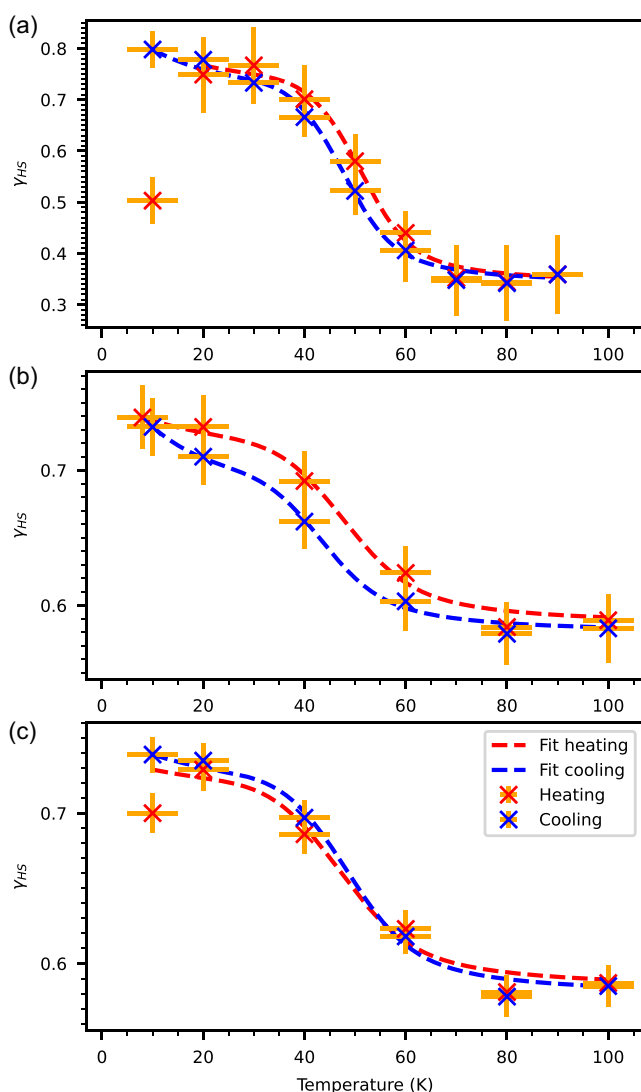 (a)
0.8
0.7
0.6
0.5
0.4
0.3
γHS
0 20 40 60 80 100
(b)
0.7
0.6
γHS
0 20 40 60 80 100
(c)
0.7
0.6
γHS
Fit heating
Fit cooling
Heating
Cooling
0 20 40 60 80 100
Temperature (K)